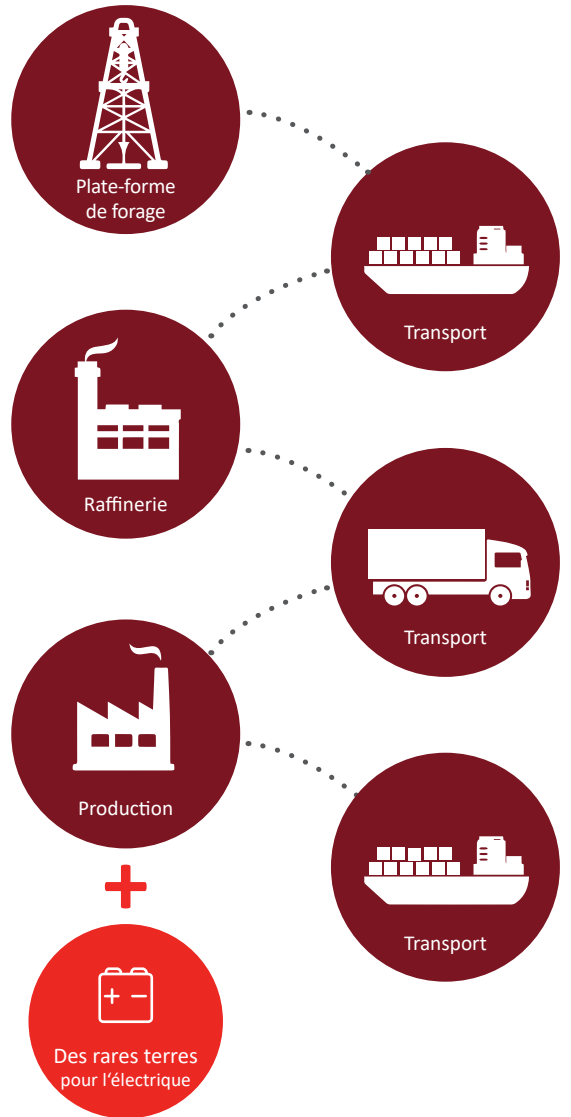 Plate-forme
de forage
Transport
Raffinerie
Transport
Production
Transport
Des rares terres
pour l‘électrique